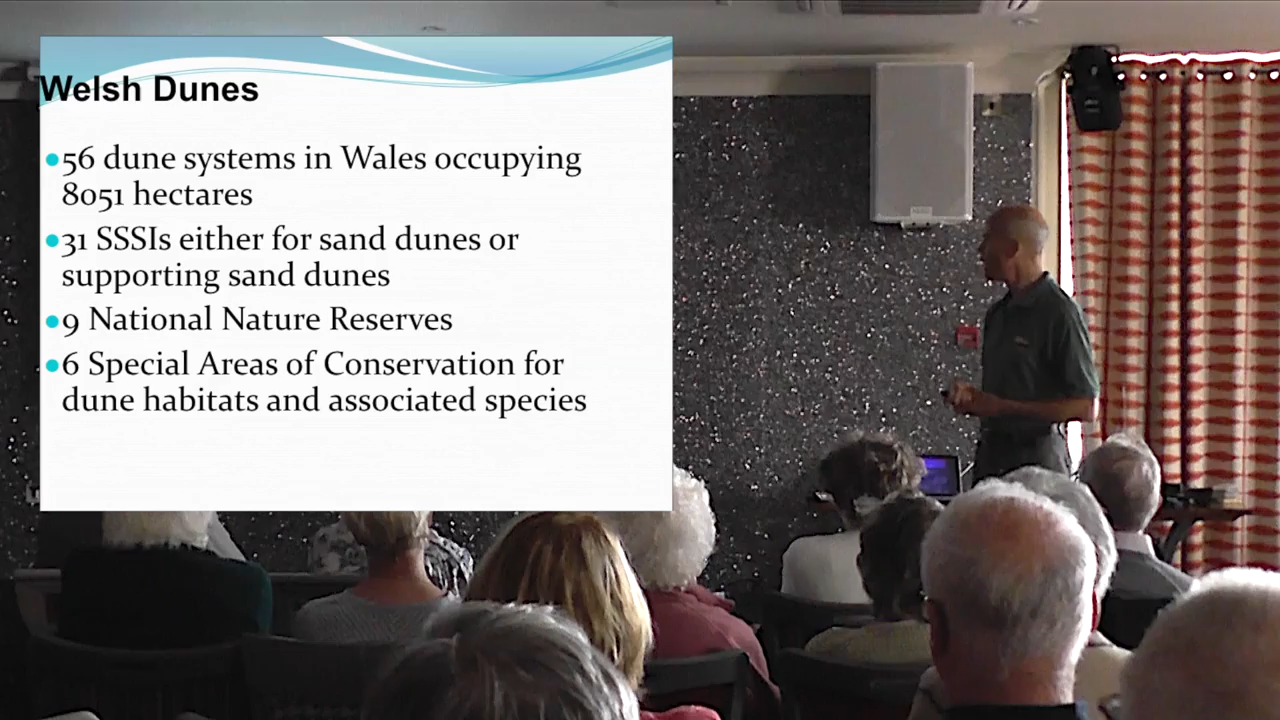 Welsh Dunes
•56 dune systems in Wales occupying
8051 hectares
•31 SSSIs either for sand dunes or
supporting sand dunes
•9 National Nature Reserves
•6 Special Areas of Conservation for
dune habitats and associated species